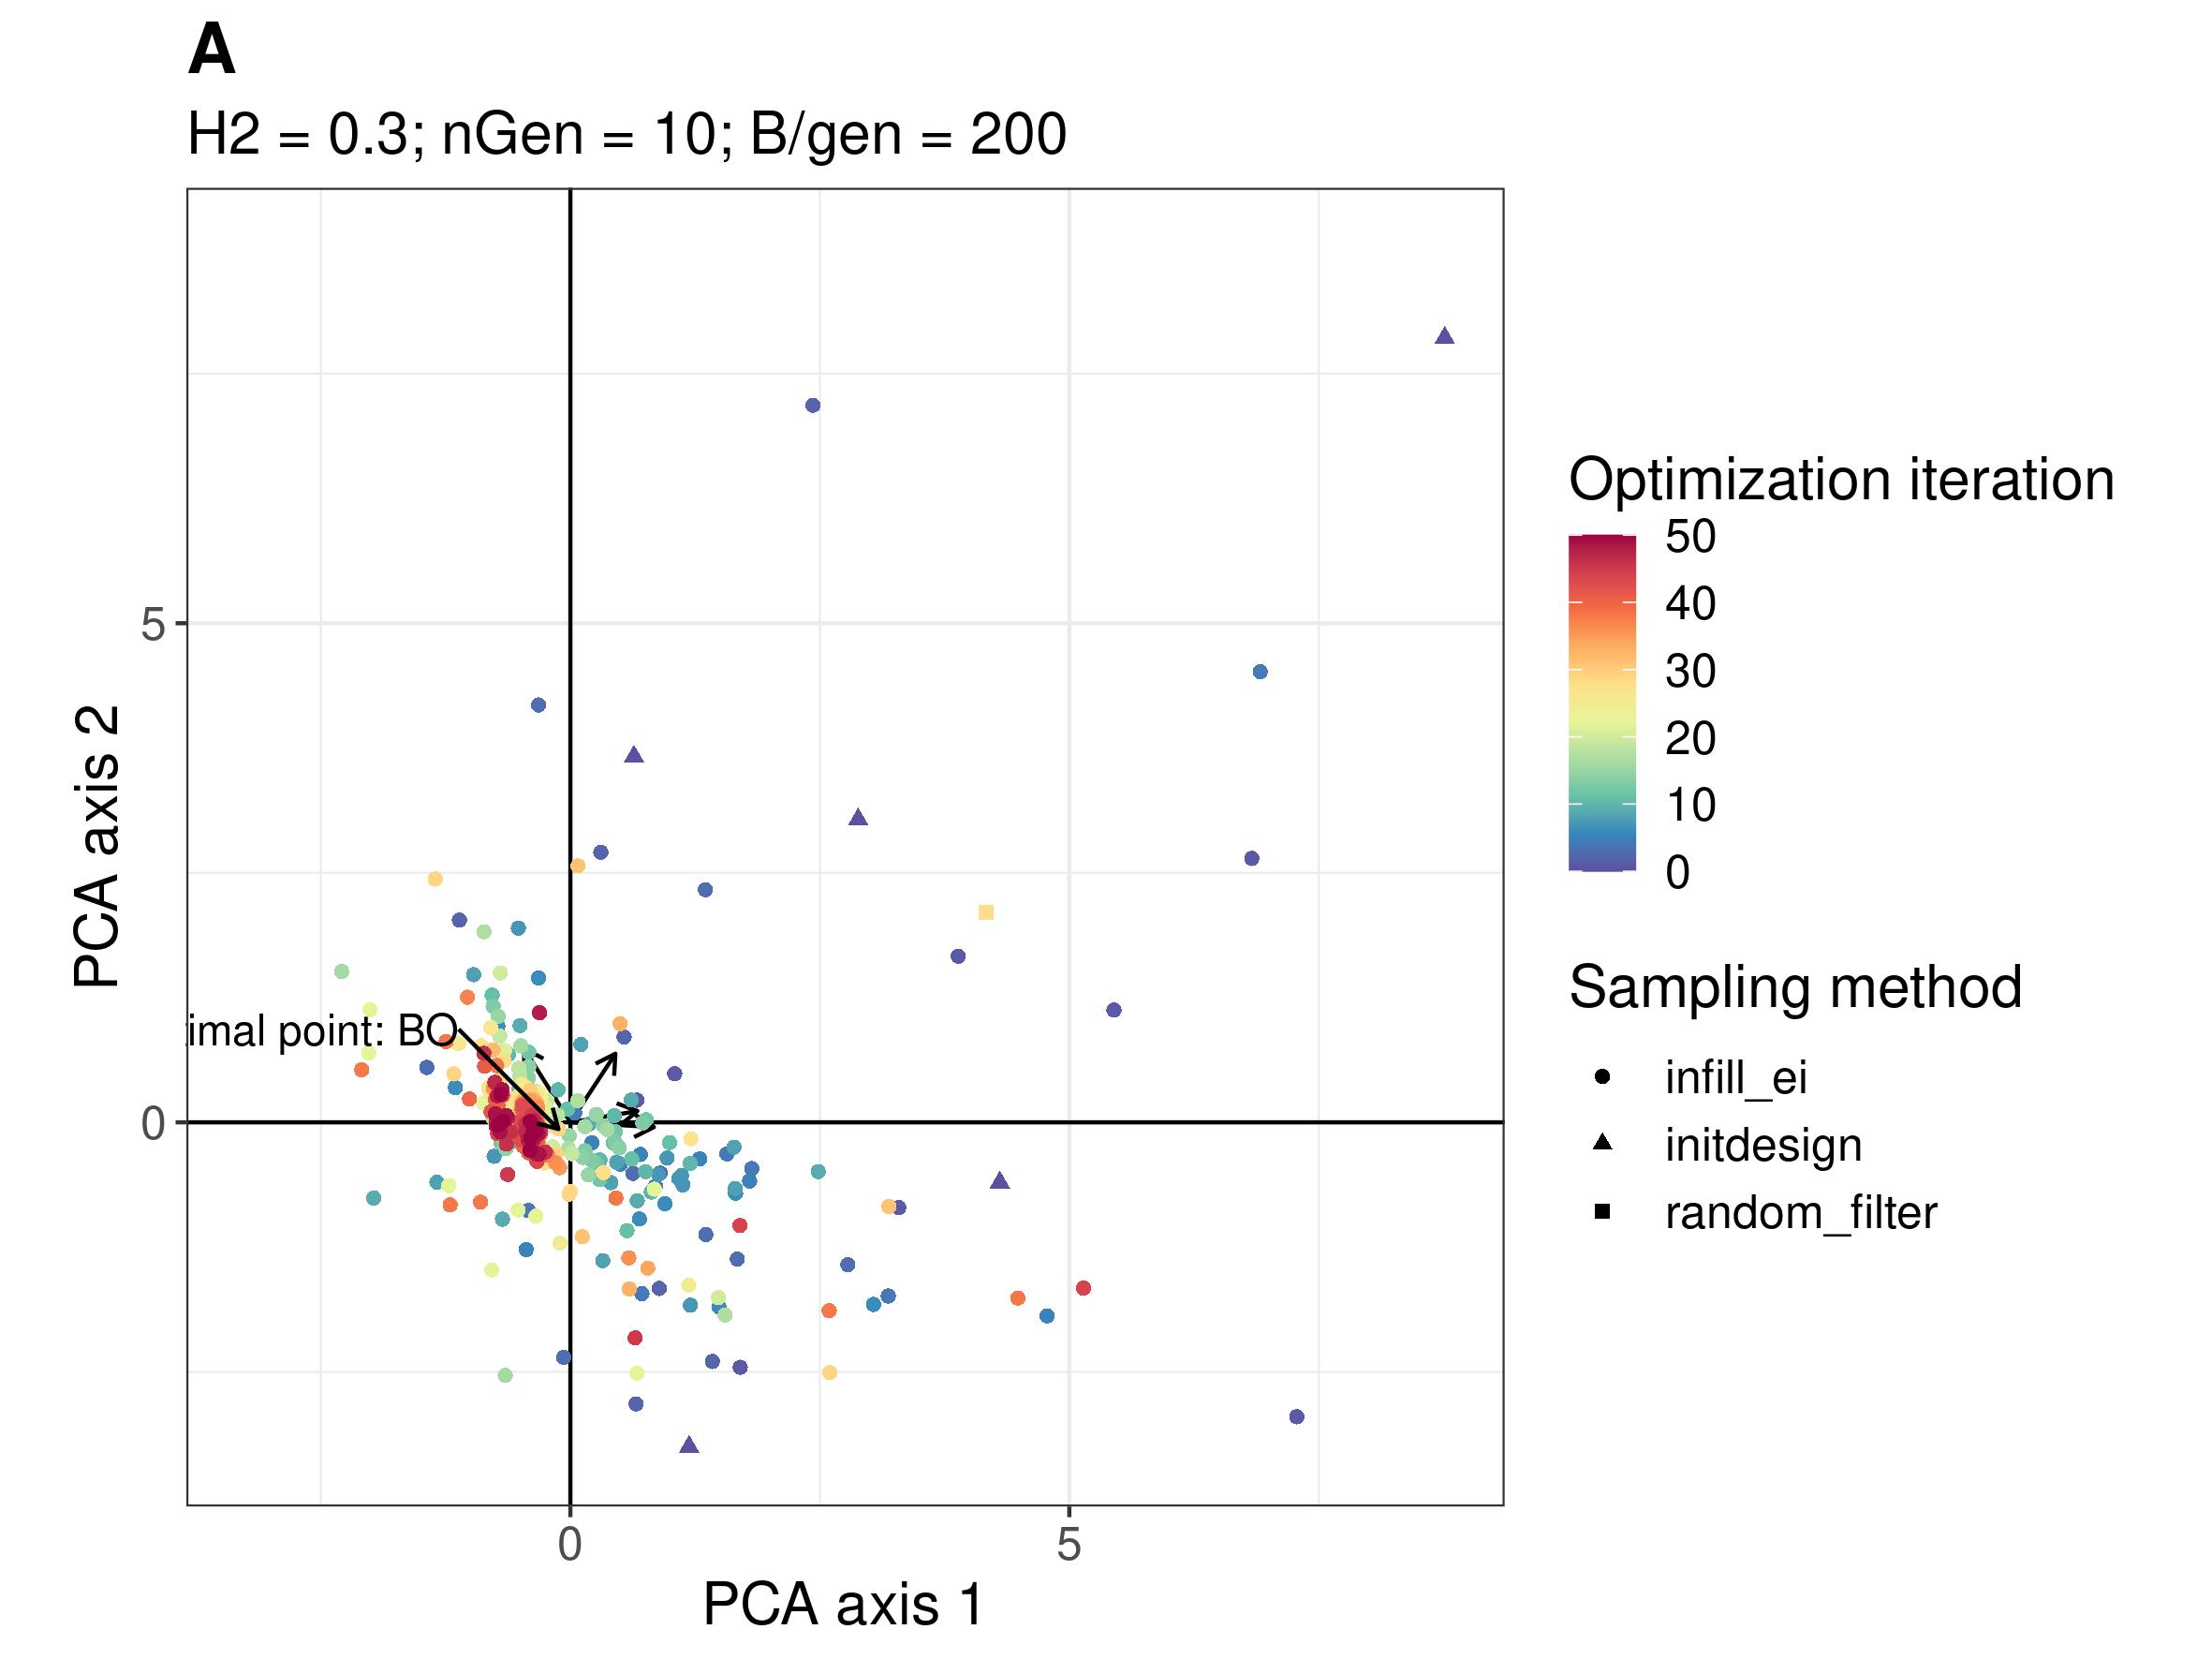 A
H2 = 0.3; nGen = 10; B/gen = 200
Optimization iteration
50
40
30
20
10
0
Sampling method
infill_ei
initdesign
random_filter
imal point: BO
PCA axis 2
5
0
0
5
PCA axis 1